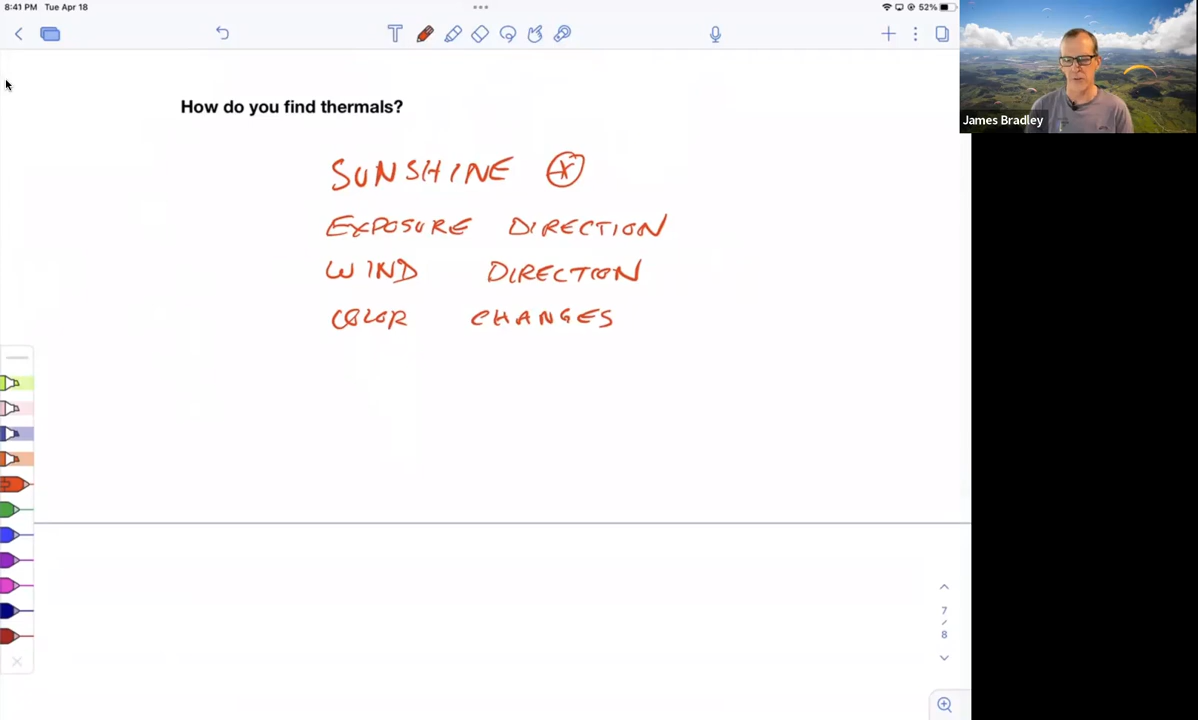 8:41 PM Tue Apr 18
52%
How do you find thermals?
James Bradley
SUNSHINE
EXPOSURE DIRECTION
WIND DIRECTION
COLOR CHANGES
7
/
8